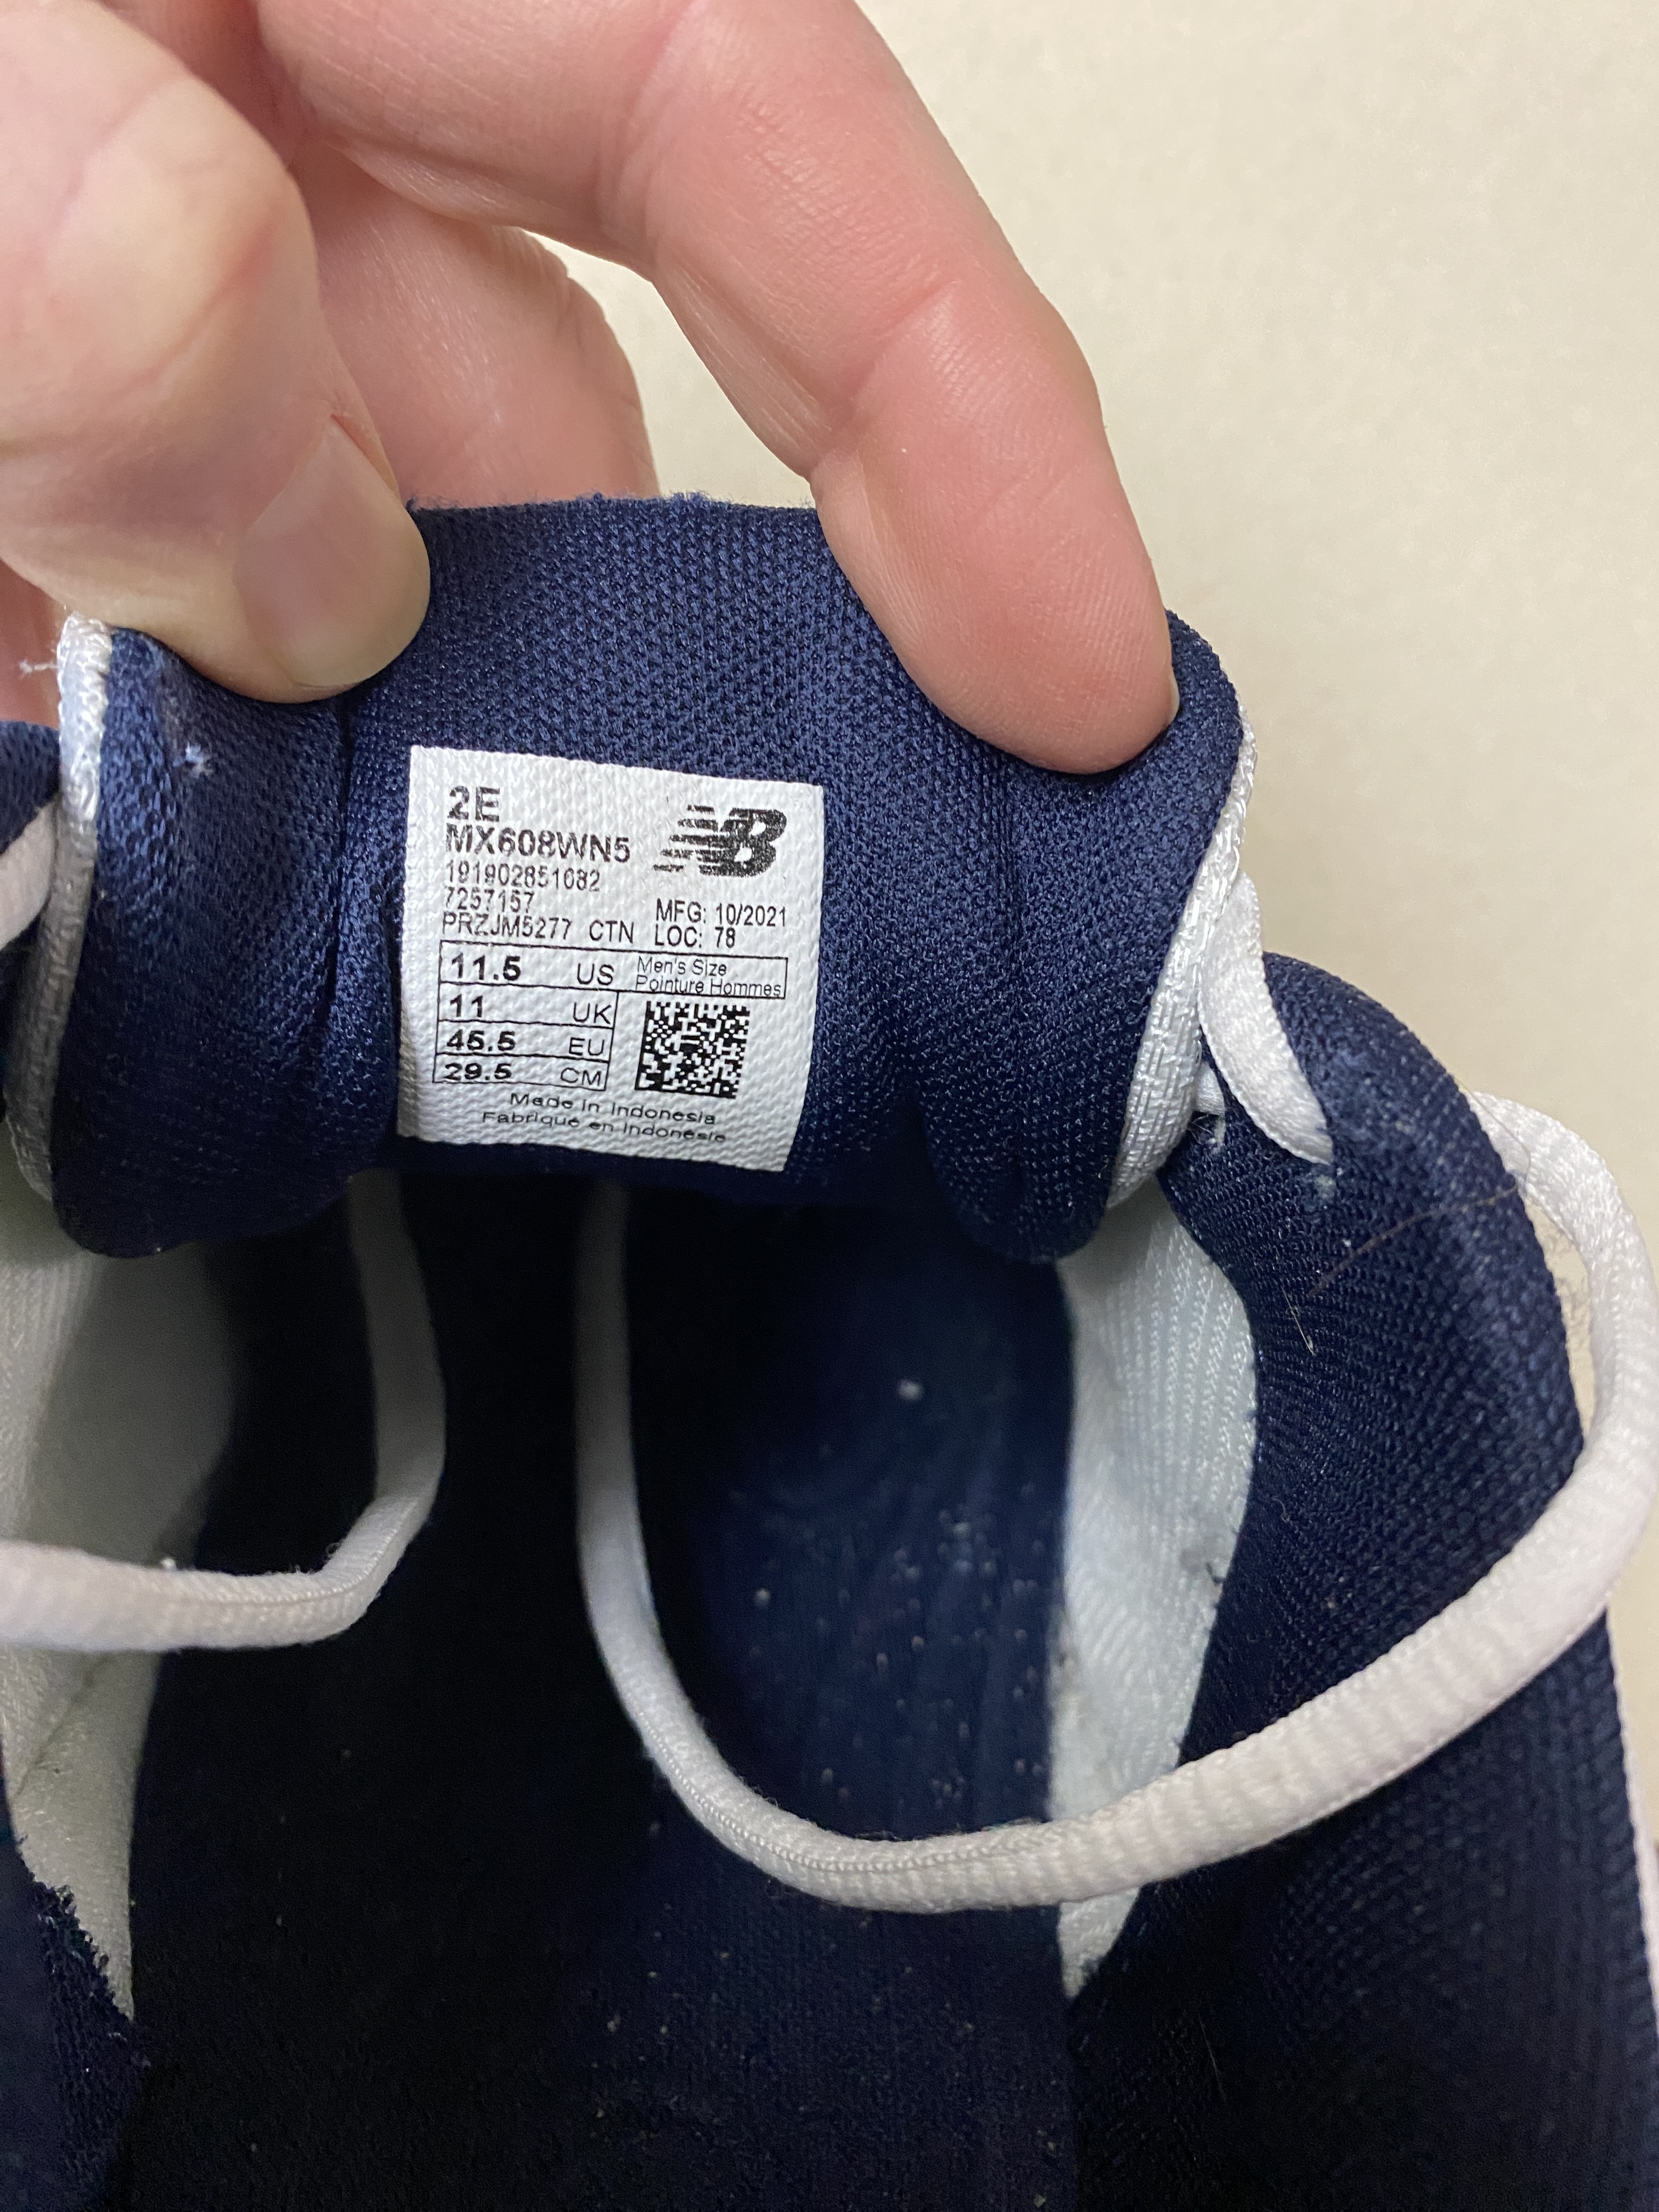 2E
MX608WN5
NB
191902851082
7257157
MFG: 10/2021
PRZJM5277 CTN LOC: 78
11.5 US Men's Size
Pointure Hommes
11 UK
45.5 EU
29.5 CM
Made in Indonesia
Fabriqué en Indonésie